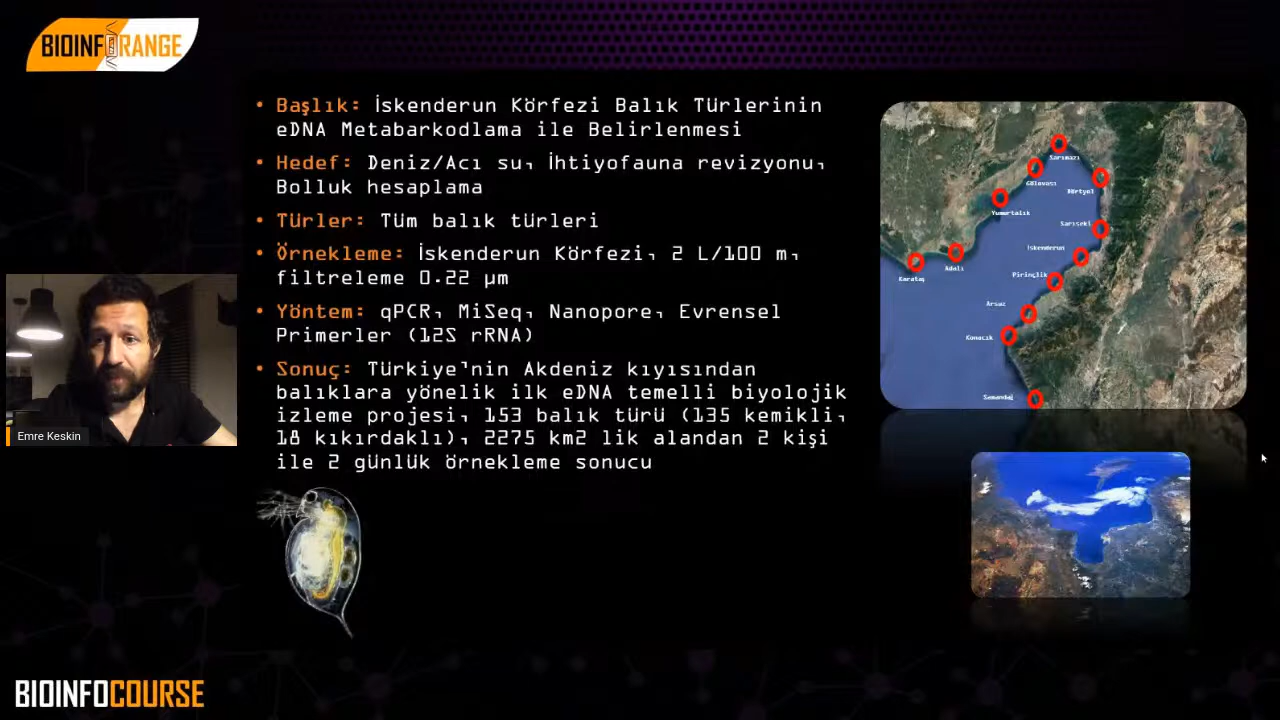 BIOINFORANGE
• Başlık: İskenderun Körfezi Balık Türlerinin
eDNA Metabarkodlama ile Belirlenmesi
• Hedef: Deniz/Acı su, İhtiyofauna revizyonu,
Bolluk hesaplama
• Türler: Tüm balık türleri
• Örnekleme: İskenderun Körfezi, 2 L/100 m,
filtreleme 0.22 µm
• Yöntem: qPCR, MiSeq, Nanopore, Evrensel
Primerler (12S rRNA)
• Sonuç: Türkiye'nin Akdeniz kıyısından
balıklara yönelik ilk eDNA temelli biyolojik
izleme projesi, 153 balık türü (135 kemikli,
18 kıkırdaklı), 2275 km2 lik alandan 2 kişi
ile 2 günlük örnekleme sonucu
Sarımazı
Gölovası
Dörtyol
Yumurtalık
Sarıseki
İskenderun
Adalı
Karataş
Pirinçlik
Arsuz
Konacık
Samandağ
Emre Keskin
BIOINFOCOURSE